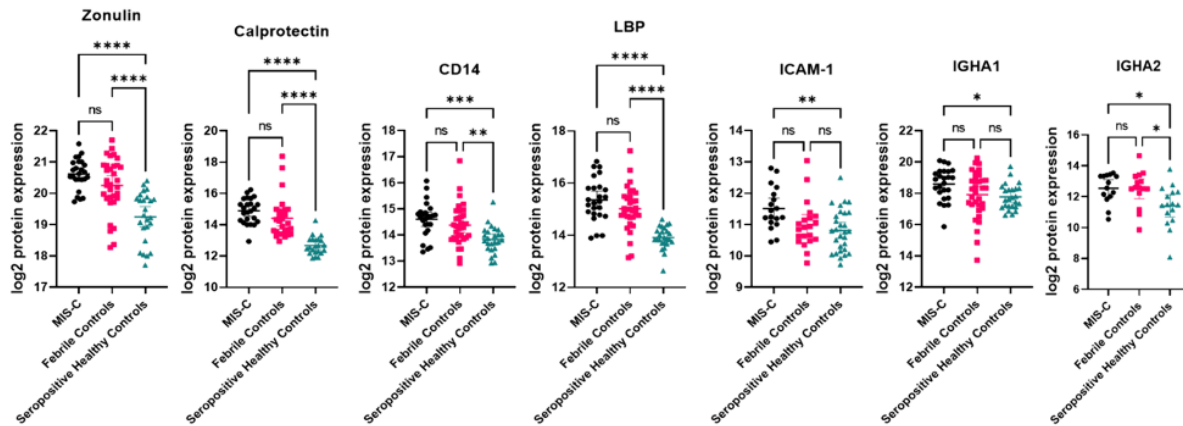 Zonulin
****
****
ns
log2 protein expression
22
21
20
19
18
17
MIS-C
Febrile Controls
Seropositive Healthy Controls
Calprotectin
****
****
ns
log2 protein expression
20
18
16
14
12
10
MIS-C
Febrile Controls
Seropositive Healthy Controls
CD14
***
ns
**
log2 protein expression
18
17
16
15
14
13
12
MIS-C
Febrile Controls
Seropositive Healthy Controls
LBP
****
****
ns
log2 protein expression
18
16
14
12
MIS-C
Febrile Controls
Seropositive Healthy Controls
ICAM-1
**
ns
ns
log2 protein expression
14
13
12
11
10
9
MIS-C
Febrile Controls
Seropositive Healthy Controls
IGHA1
*
ns
ns
log2 protein expression
22
20
18
16
14
12
MIS-C
Febrile Controls
Seropositive Healthy Controls
IGHA2
*
ns
*
log2 protein expression
16
14
12
10
8
6
MIS-C
Febrile Controls
Seropositive Healthy Controls